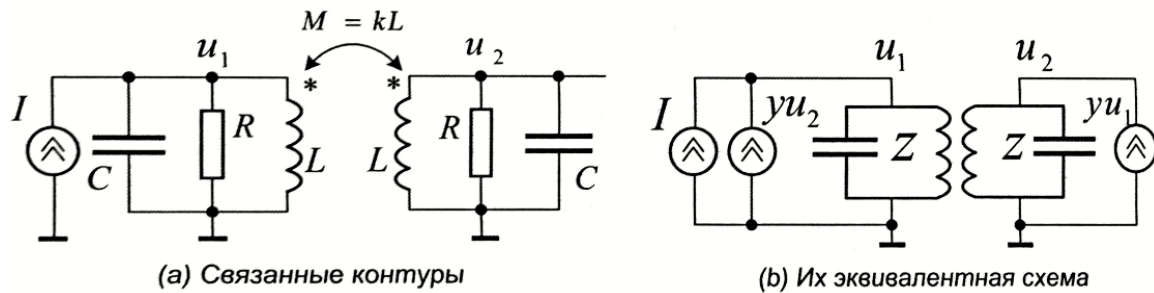 M = kL
u₁
u₂
I
C
R
*
L
*
L
R
C
(a) Связанные контуры
u₁
u₂
I
yu₂
Z
Z
yu₁
(b) Их эквивалентная схема